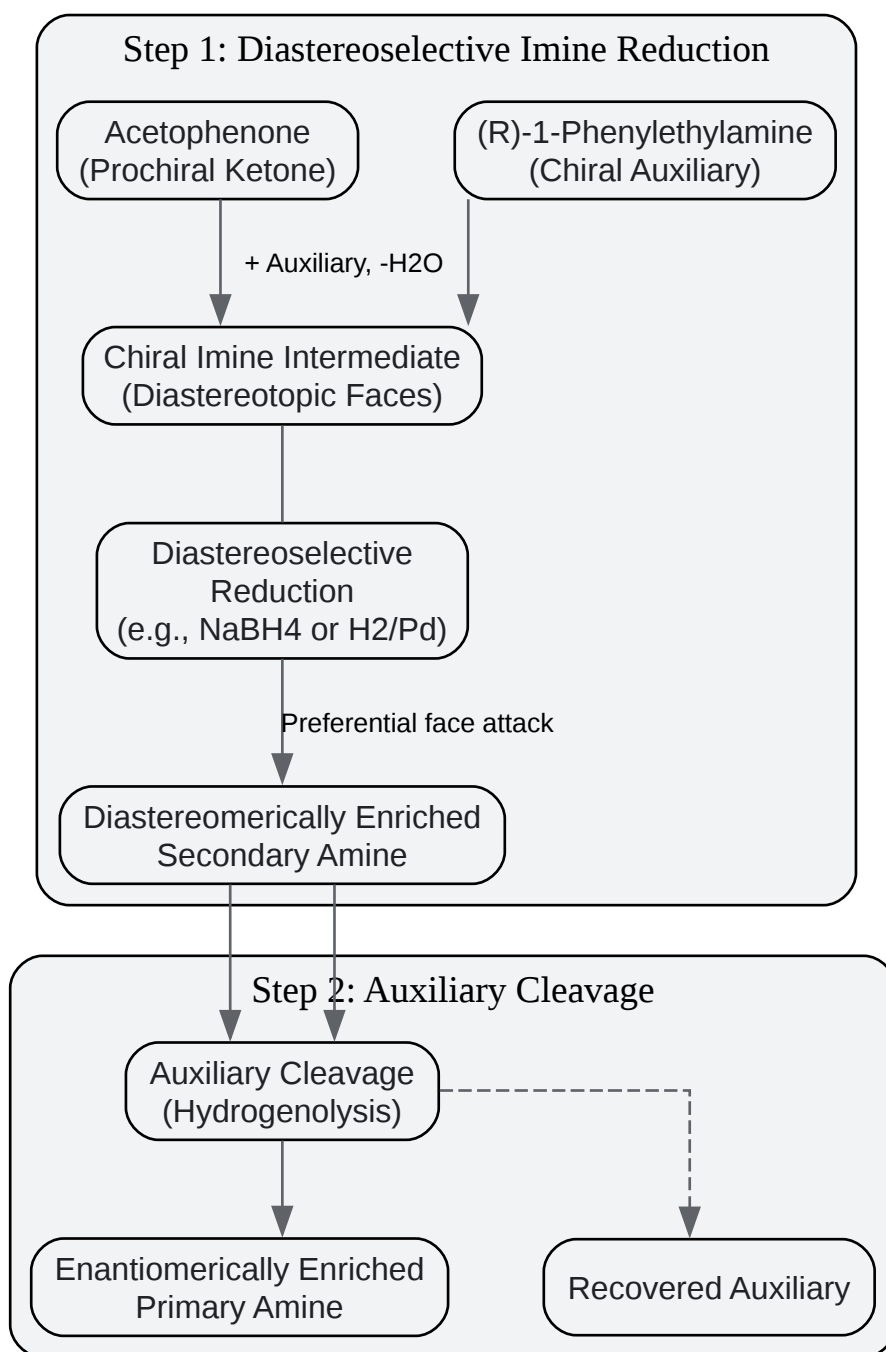 Step 1: Diastereoselective Imine Reduction
Acetophenone
(Prochiral Ketone)
(R)-1-Phenylethylamine
(Chiral Auxiliary)
+ Auxiliary, -H2O
Chiral Imine Intermediate
(Diastereotopic Faces)
Diastereoselective
Reduction
(e.g., NaBH4 or H2/Pd)
Preferential face attack
Diastereomerically Enriched
Secondary Amine
Step 2: Auxiliary Cleavage
Auxiliary Cleavage
(Hydrogenolysis)
Enantiomerically Enriched
Primary Amine
Recovered Auxiliary